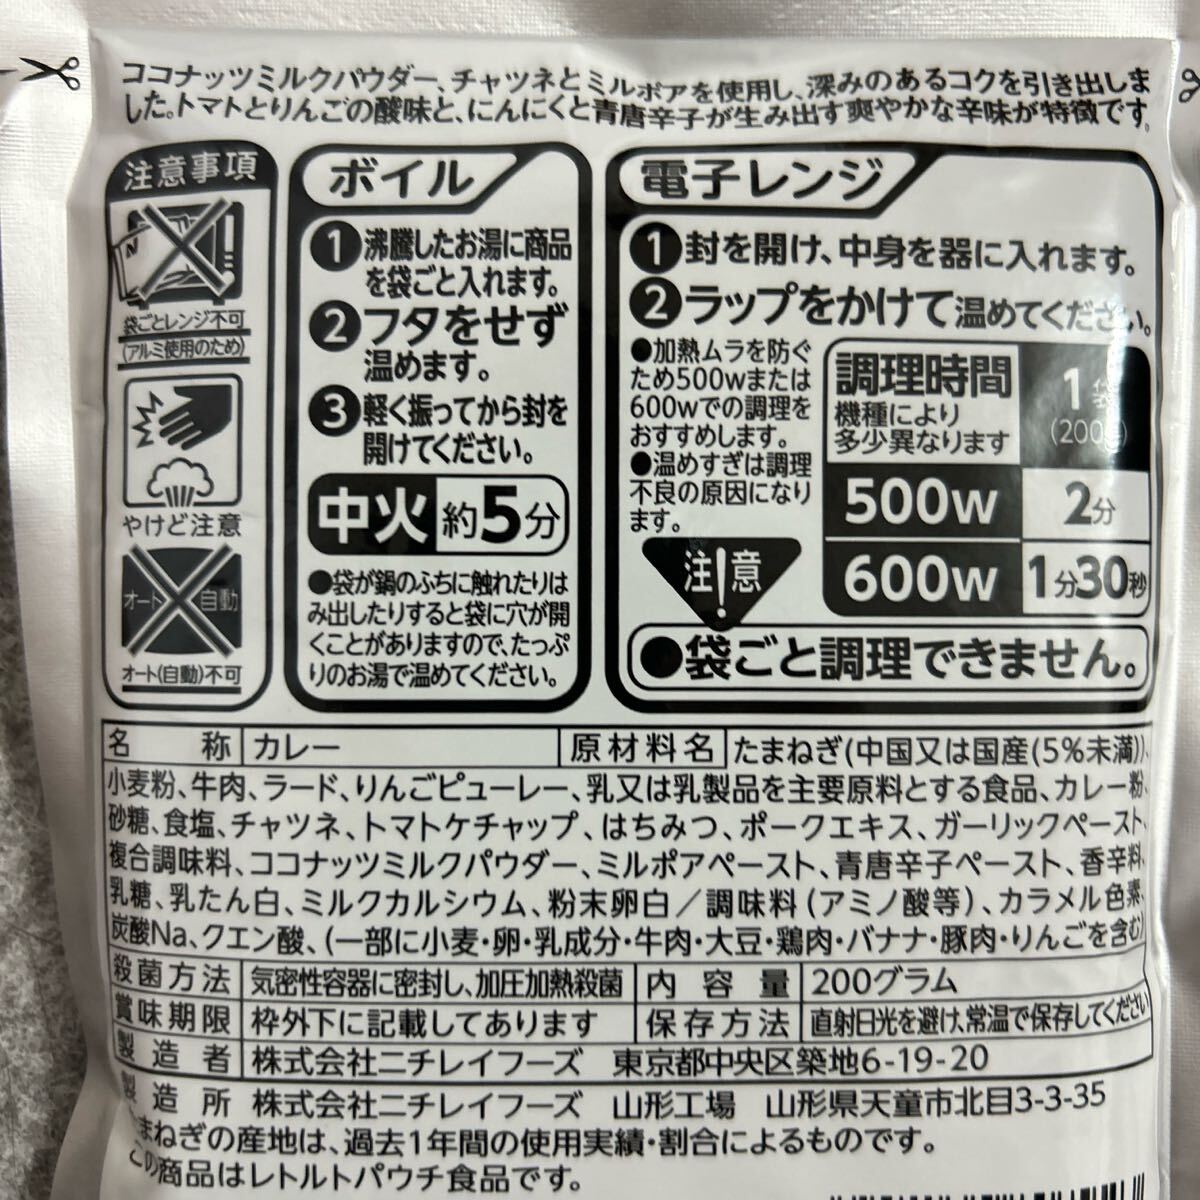 ココナッツミルクパウダー、チャツネとミルポアを使用し、深みのあるコクを引き出しま
した。トマトとりんごの酸味と、にんにくと青唐辛子が生み出す爽やかな辛味が特徴です。
注意事項
袋ごとレンジ不可
(アルミ使用のため)
やけど注意
オート 自動
オート(自動)不可
ボイル
1 沸騰したお湯に商品
を袋ごと入れます。
2 フタをせず
温めます。
3 軽く振ってから封を
開けてください。
中火 約5分
●袋が鍋のふちに触れたりは
み出したりすると袋に穴が開
くことがありますので、たっぷ
りのお湯で温めてください。
電子レンジ
1 封を開け、中身を器に入れます。
2 ラップをかけて温めてください。
●加熱ムラを防ぐ
ため500wまたは
600wでの調理を
おすすめします。
●温めすぎは調理
不良の原因になり
ます。
調理時間
機種により
多少異なります
1袋
(200g)
500w 2分
600w 1分30秒
注!意
●袋ごと調理できません。
名称 カレー 原材料名 たまねぎ(中国又は国産(5%未満))、
小麦粉、牛肉、ラード、りんごピューレー、乳又は乳製品を主要原料とする食品、カレー粉、
砂糖、食塩、チャツネ、トマトケチャップ、はちみつ、ポークエキス、ガーリックペースト、
複合調味料、ココナッツミルクパウダー、ミルポアペースト、青唐辛子ペースト、香辛料、
乳糖、乳たん白、ミルクカルシウム、粉末卵白／調味料(アミノ酸等)、カラメル色素、
炭酸Na、クエン酸、(一部に小麦・卵・乳成分・牛肉・大豆・鶏肉・バナナ・豚肉・りんごを含む)
殺菌方法 気密性容器に密封し、加圧加熱殺菌 内容量 200グラム
賞味期限 枠外下に記載してあります 保存方法 直射日光を避け、常温で保存してください
製造者 株式会社ニチレイフーズ 東京都中央区築地6-19-20
製造所 株式会社ニチレイフーズ 山形工場 山形県天童市北目3-3-35
たまねぎの産地は、過去1年間の使用実績・割合によるものです。
この商品はレトルトパウチ食品です。